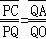 PC/PQ = QA/QO